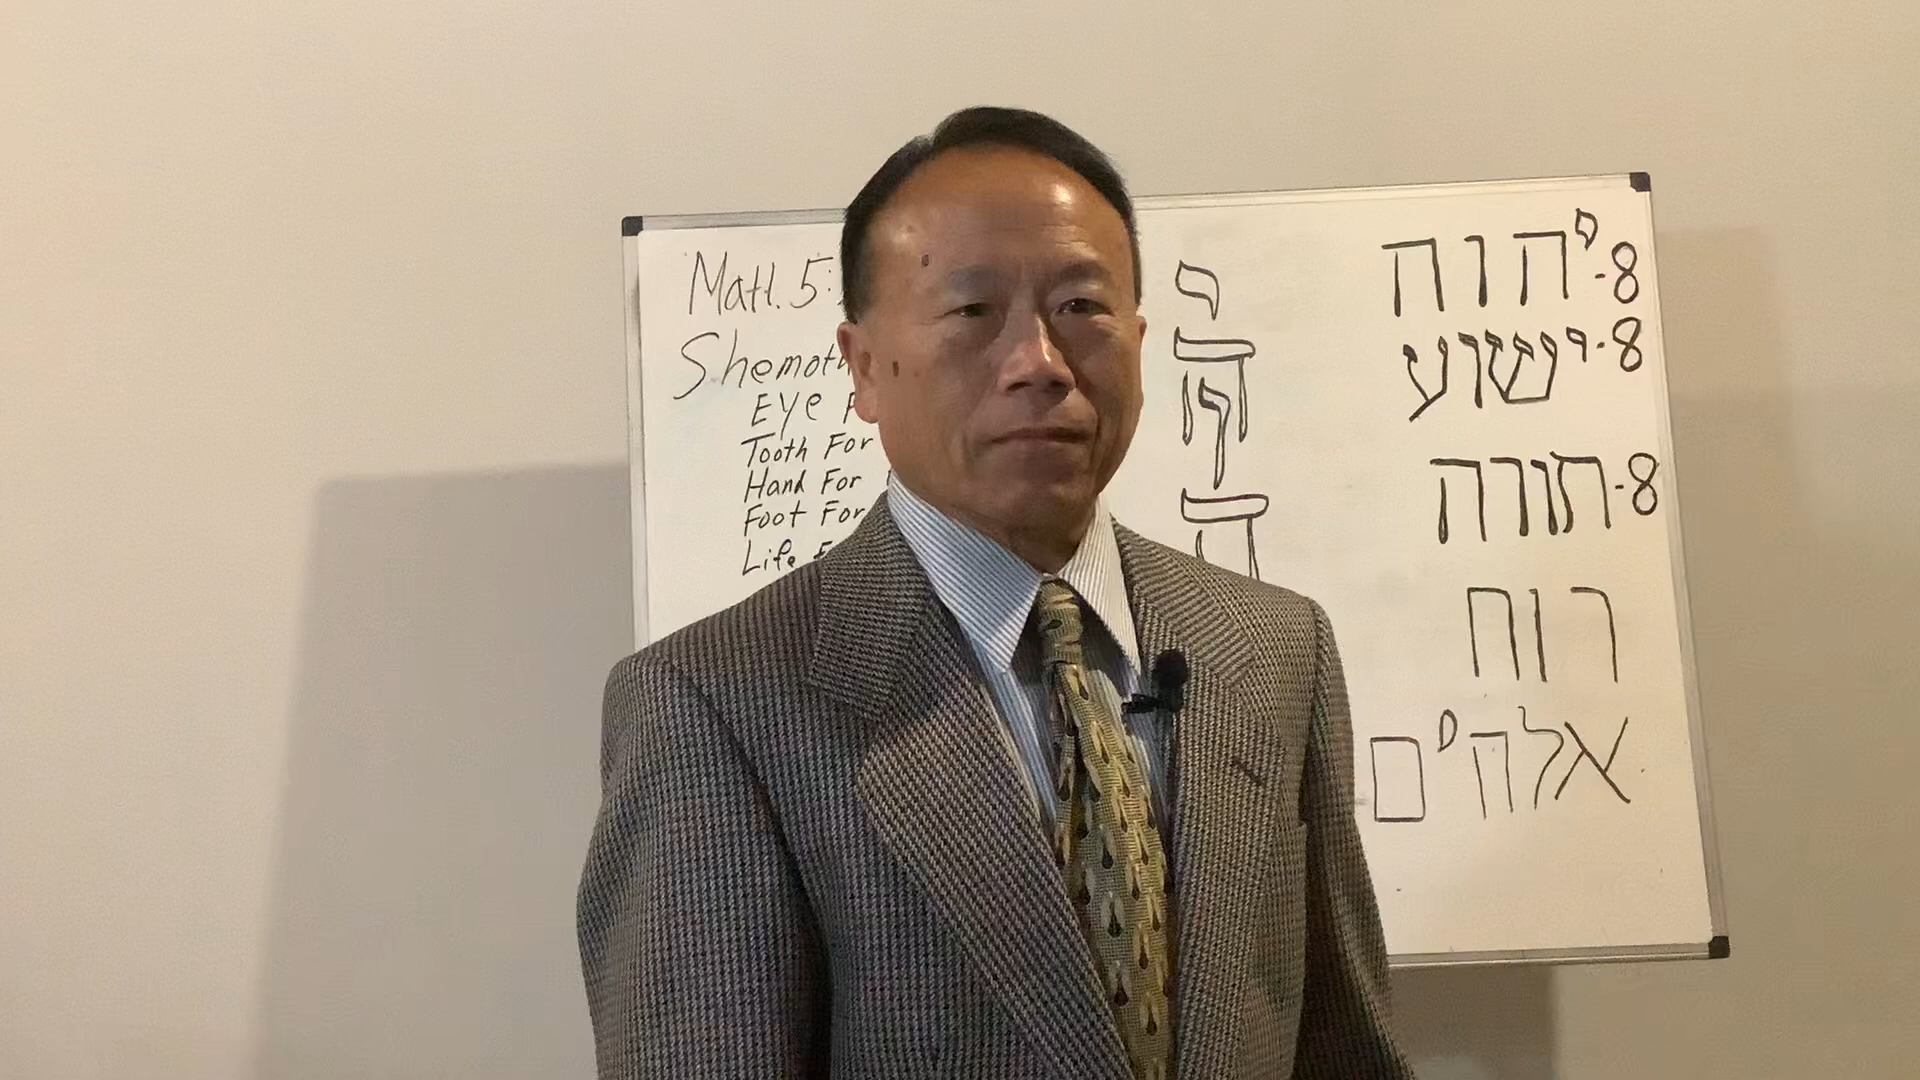 Matt. 5:
Shemoth
Eye
Tooth For
Hand For
Foot For
Life
י
ה
ו
ה
יהוה-8
ישוע-8
תורה-8
רוח
אלהים